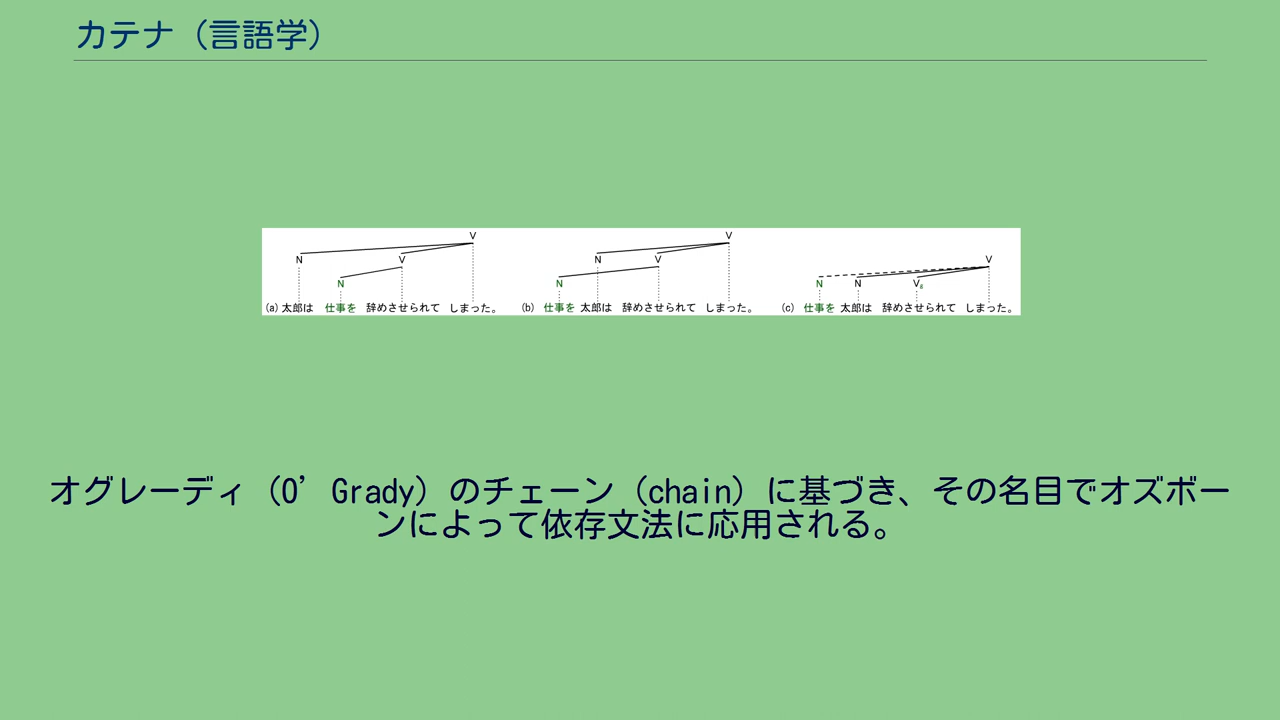 カテナ（言語学）
V V
N V N V V
N N N N Vg
(a) 太郎は 仕事を 辞めさせられて しまった。 (b) 仕事を 太郎は 辞めさせられて しまった。 (c) 仕事を 太郎は 辞めさせられて しまった。
オグレーディ（O’Grady）のチェーン（chain）に基づき、その名目でオズボー
ンによって依存文法に応用される。